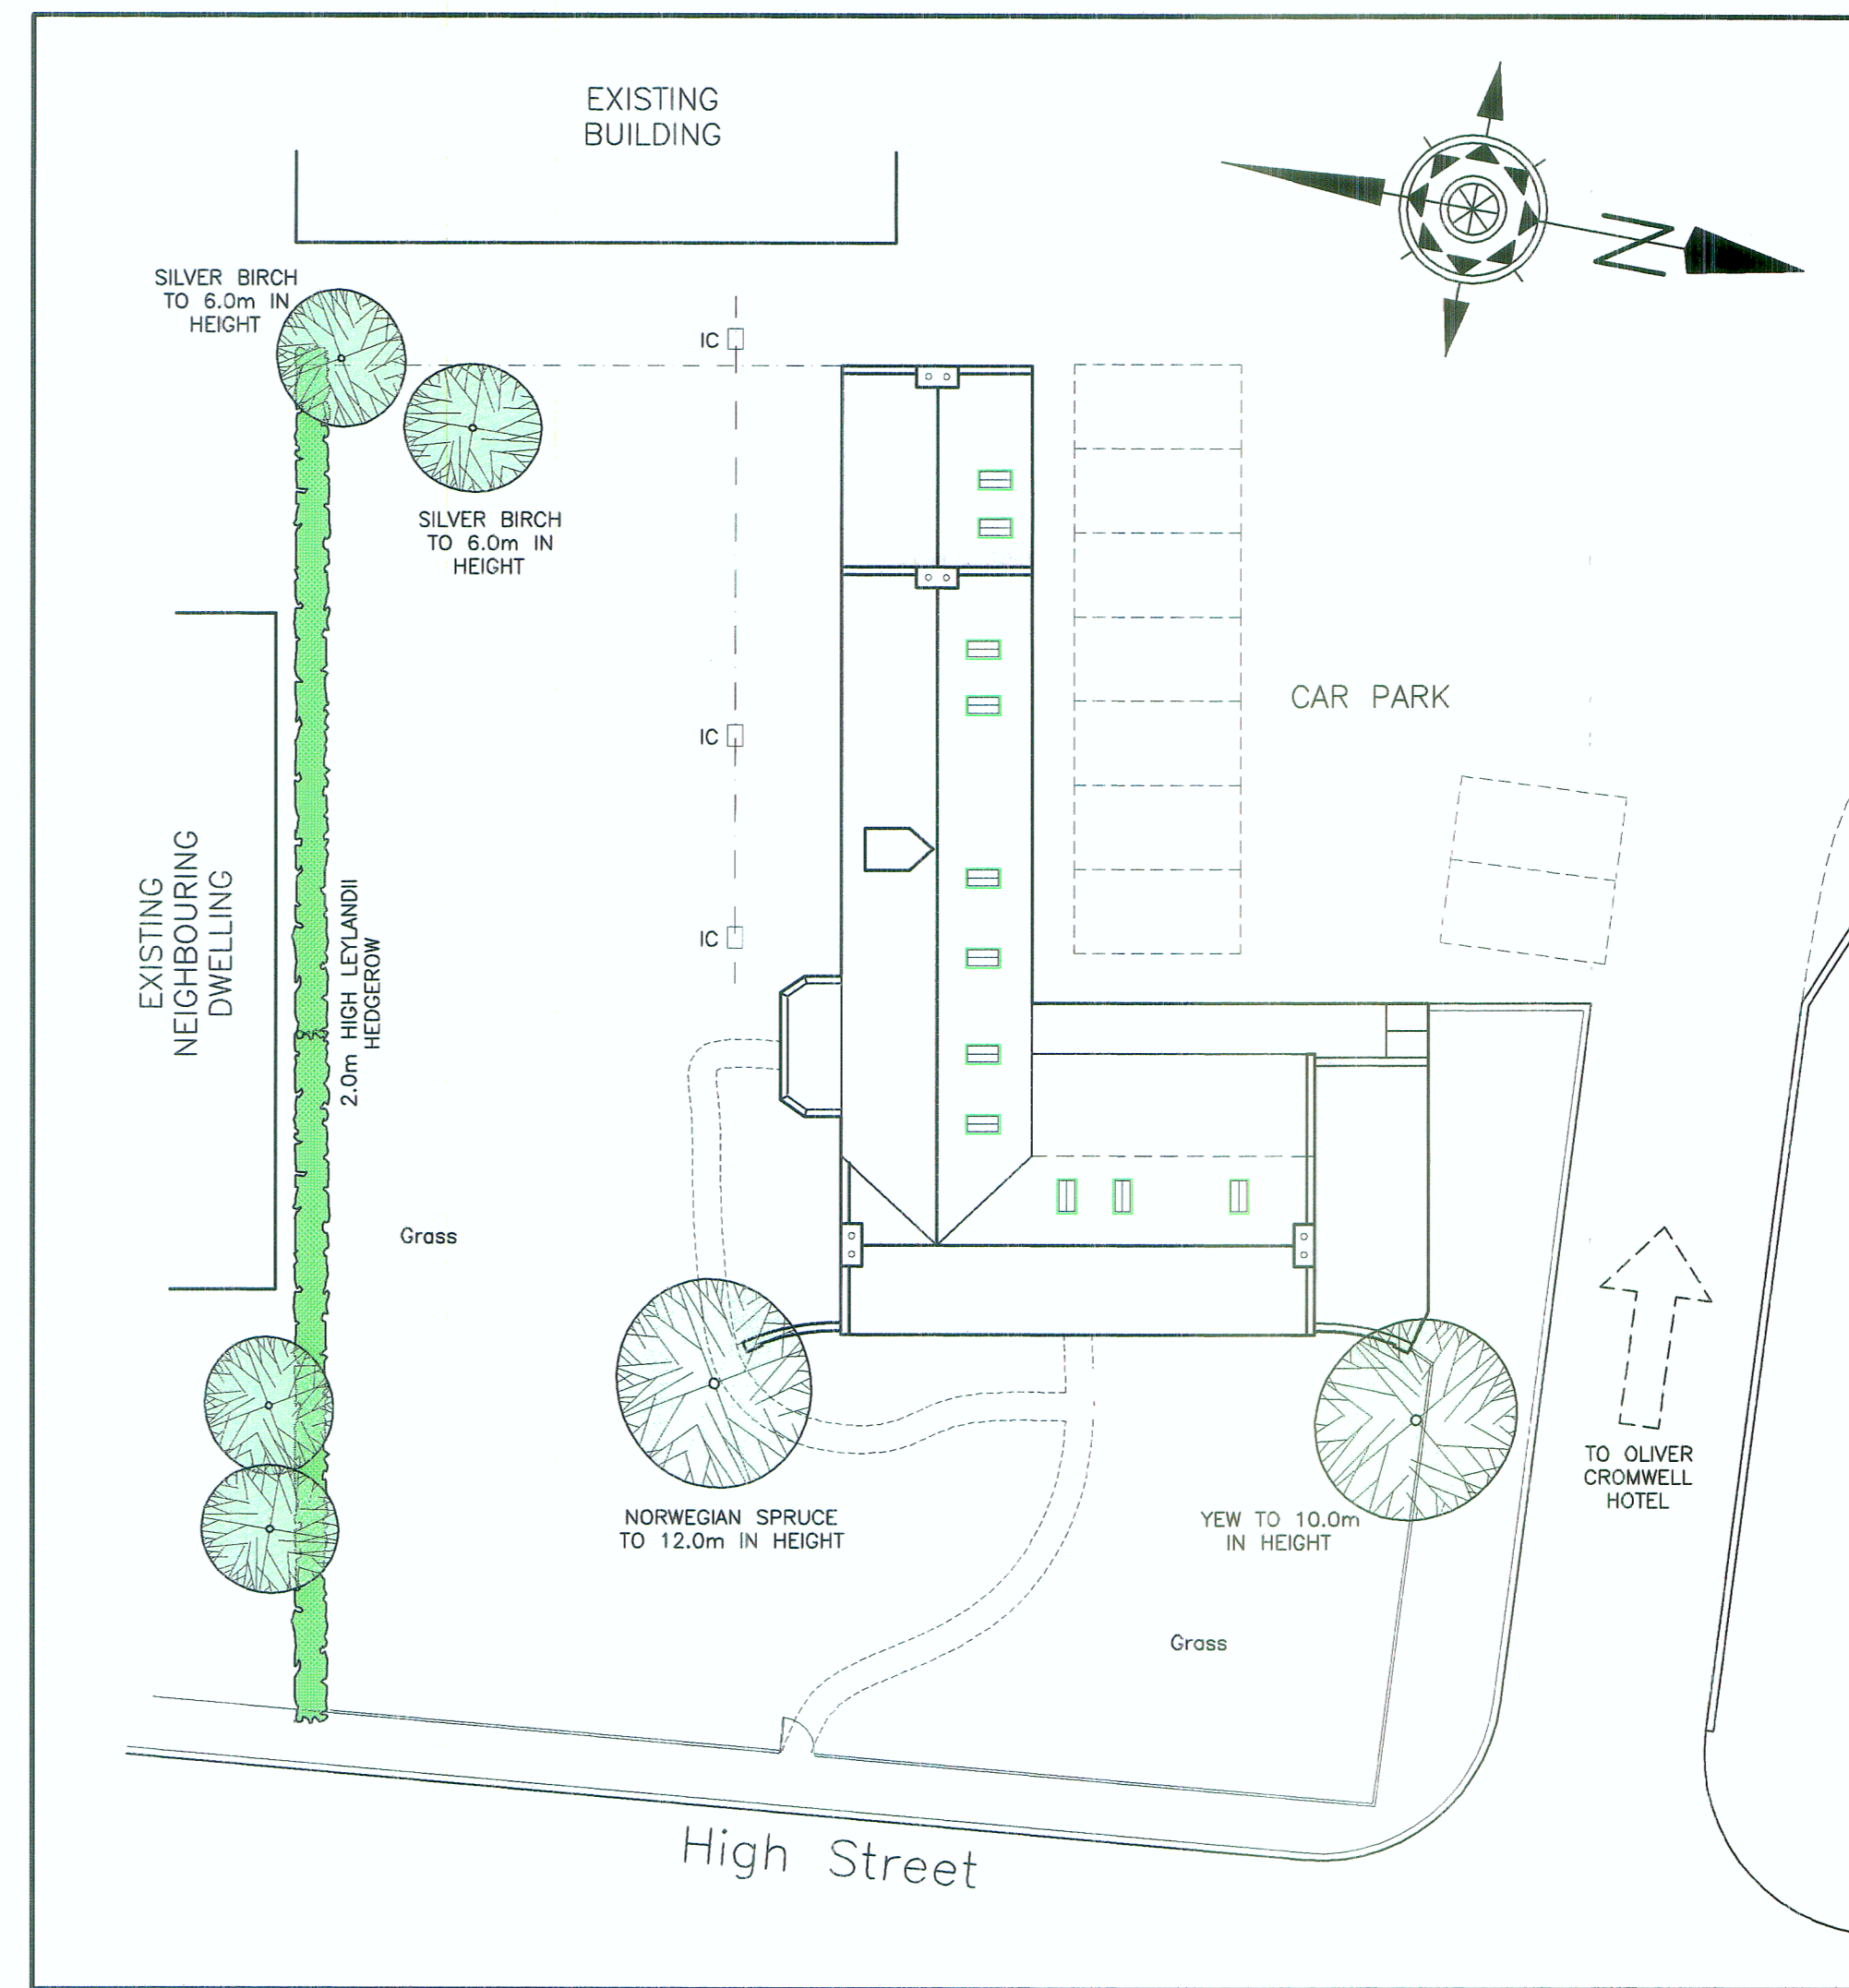 EXISTING
BUILDING
N
SILVER BIRCH
TO 6.0m IN
HEIGHT
IC
SILVER BIRCH
TO 6.0m IN
HEIGHT
CAR PARK
IC
EXISTING
NEIGHBOURING
DWELLING
2.0m HIGH LEYLANDII
HEDGEROW
IC
Grass
TO OLIVER
CROMWELL
HOTEL
NORWEGIAN SPRUCE
TO 12.0m IN HEIGHT
YEW TO 10.0m
IN HEIGHT
Grass
High Street